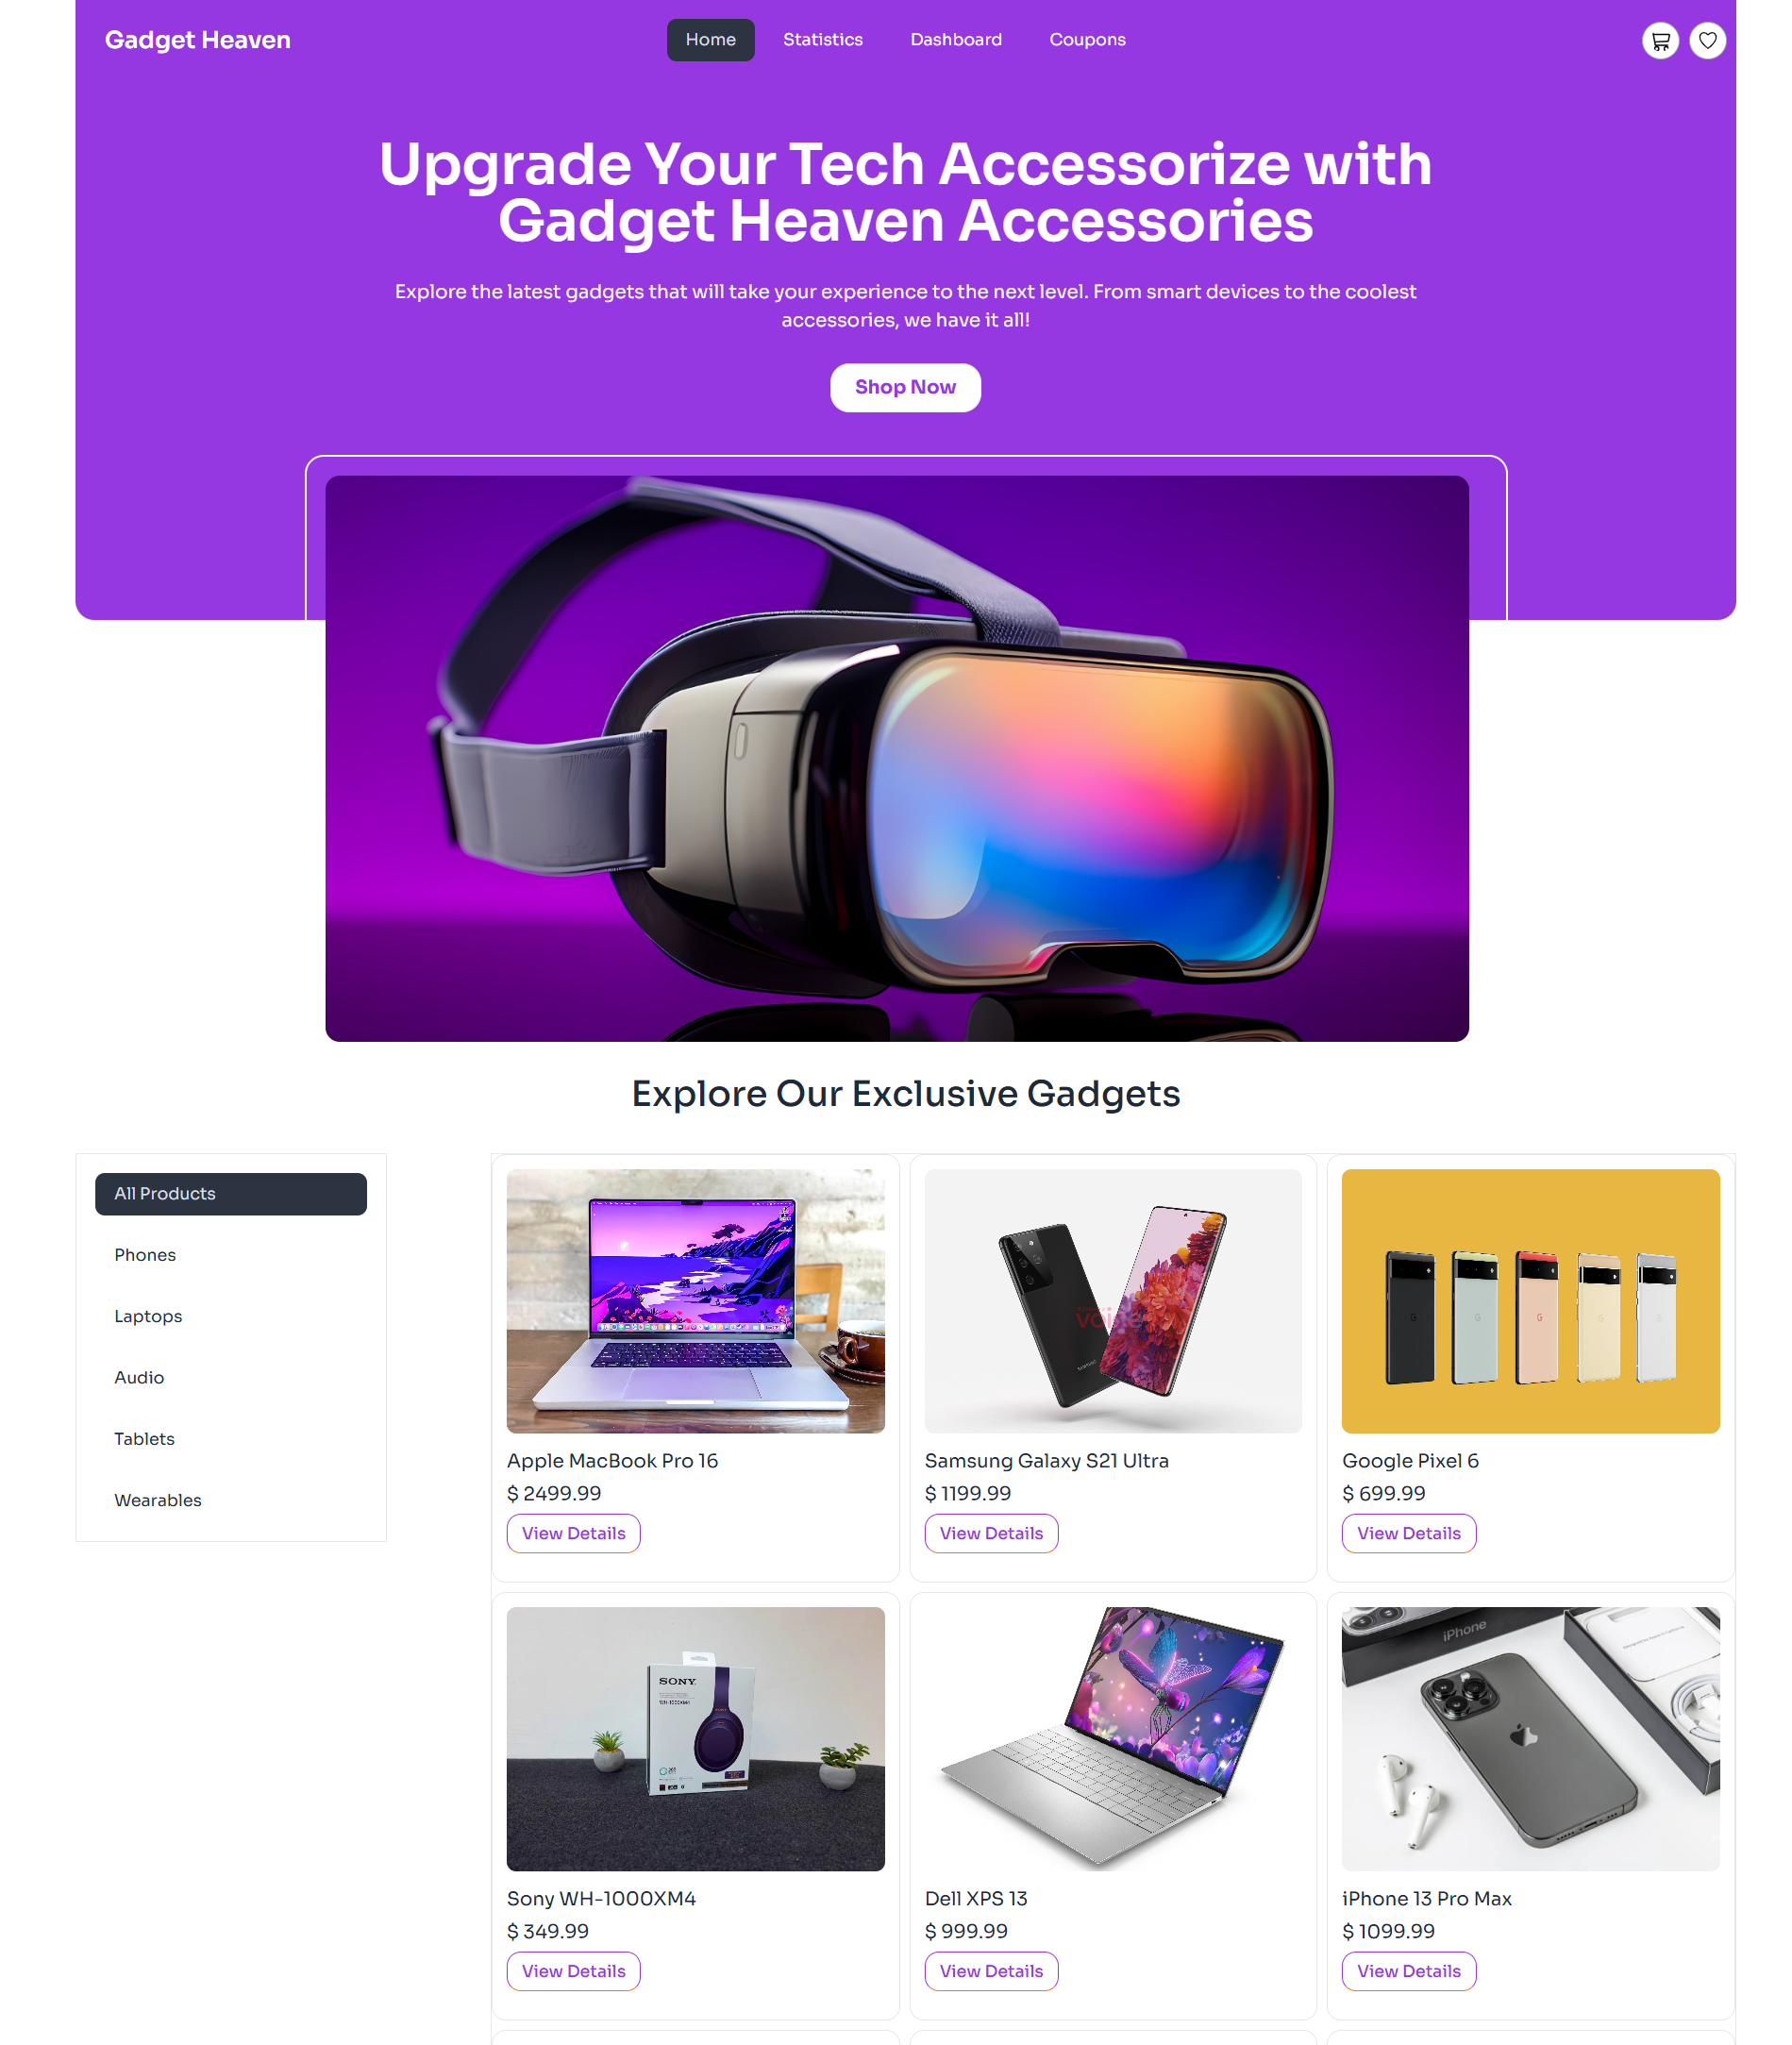 Gadget Heaven
Home
Statistics
Dashboard
Coupons
Upgrade Your Tech Accessorize with
Gadget Heaven Accessories
Explore the latest gadgets that will take your experience to the next level. From smart devices to the coolest
accessories, we have it all!
Shop Now
Explore Our Exclusive Gadgets
All Products
Phones
Laptops
Audio
Tablets
Wearables
Apple MacBook Pro 16
$ 2499.99
View Details
Samsung Galaxy S21 Ultra
$ 1199.99
View Details
Google Pixel 6
$ 699.99
View Details
SONY
WH-1000XM4
Sony WH-1000XM4
$ 349.99
View Details
Dell XPS 13
$ 999.99
View Details
iPhone
iPhone 13 Pro Max
$ 1099.99
View Details